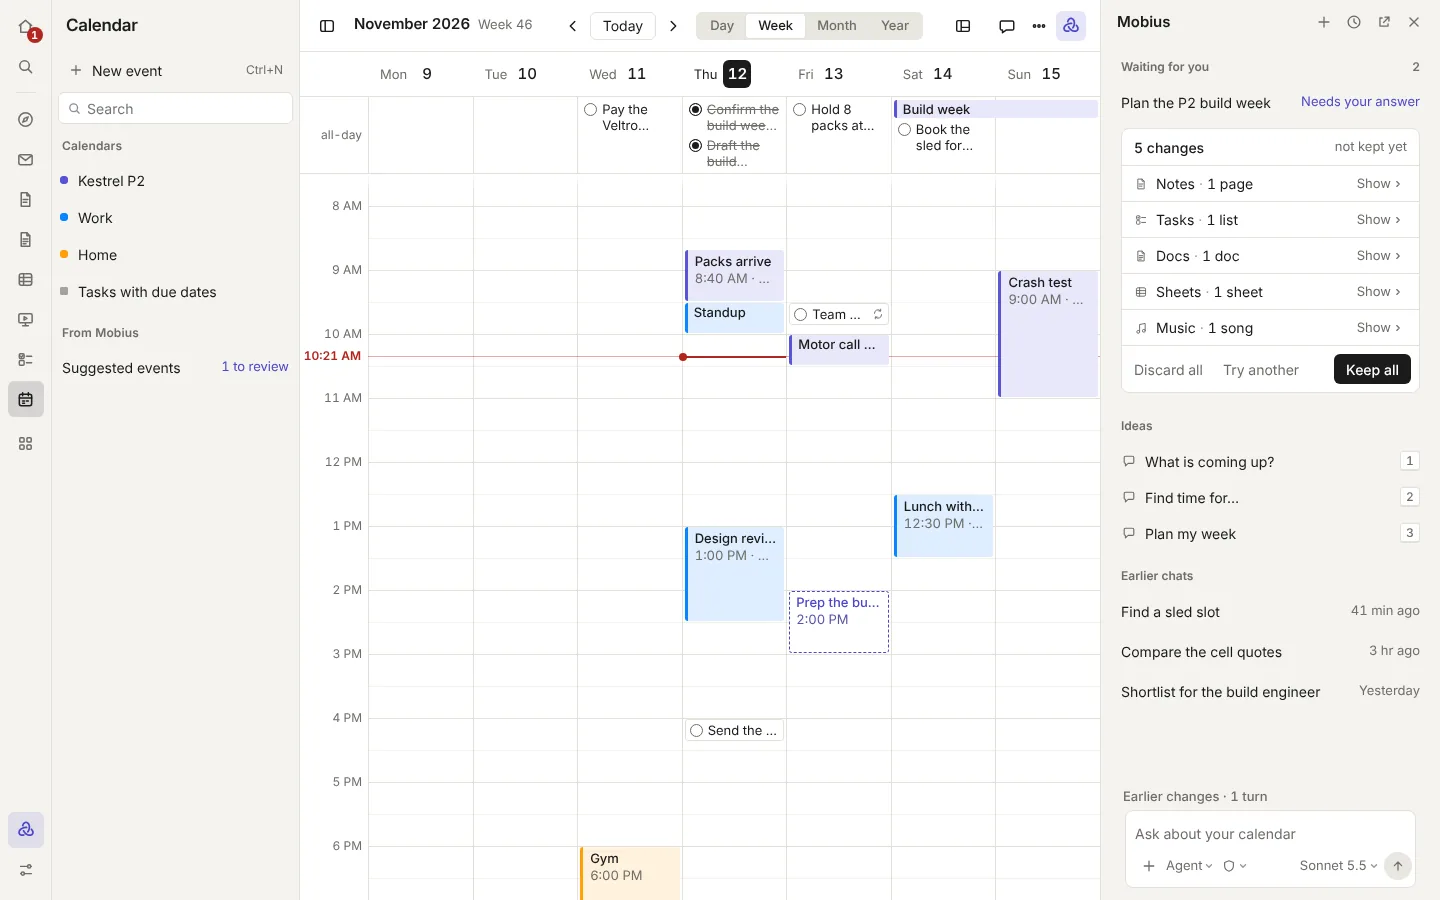 1
Calendar
New event
Ctrl+N
Search
Calendars
Kestrel P2
Work
Home
Tasks with due dates
From Mobius
Suggested events
1 to review
November 2026 Week 46
Today
Day Week Month Year
Mon 9
Tue 10
Wed 11
Thu 12
Fri 13
Sat 14
Sun 15
all-day
Pay the
Veltro...
Confirm the
build wee...
Draft the
build...
Hold 8
packs at...
Build week
Book the
sled for...
8 AM
9 AM
10 AM
10:21 AM
11 AM
12 PM
1 PM
2 PM
3 PM
4 PM
5 PM
6 PM
Gym
6:00 PM
Packs arrive
8:40 AM · ...
Standup
Design revi...
1:00 PM · ...
Send the ...
Team ...
Motor call ...
Prep the bu...
2:00 PM
Lunch with...
12:30 PM ·...
Crash test
9:00 AM · ...
Mobius
Waiting for you
2
Plan the P2 build week
Needs your answer
5 changes
not kept yet
Notes · 1 page
Show
Tasks · 1 list
Show
Docs · 1 doc
Show
Sheets · 1 sheet
Show
Music · 1 song
Show
Discard all
Try another
Keep all
Ideas
What is coming up?
1
Find time for...
2
Plan my week
3
Earlier chats
Find a sled slot
41 min ago
Compare the cell quotes
3 hr ago
Shortlist for the build engineer
Yesterday
Earlier changes · 1 turn
Ask about your calendar
Agent
Sonnet 5.5